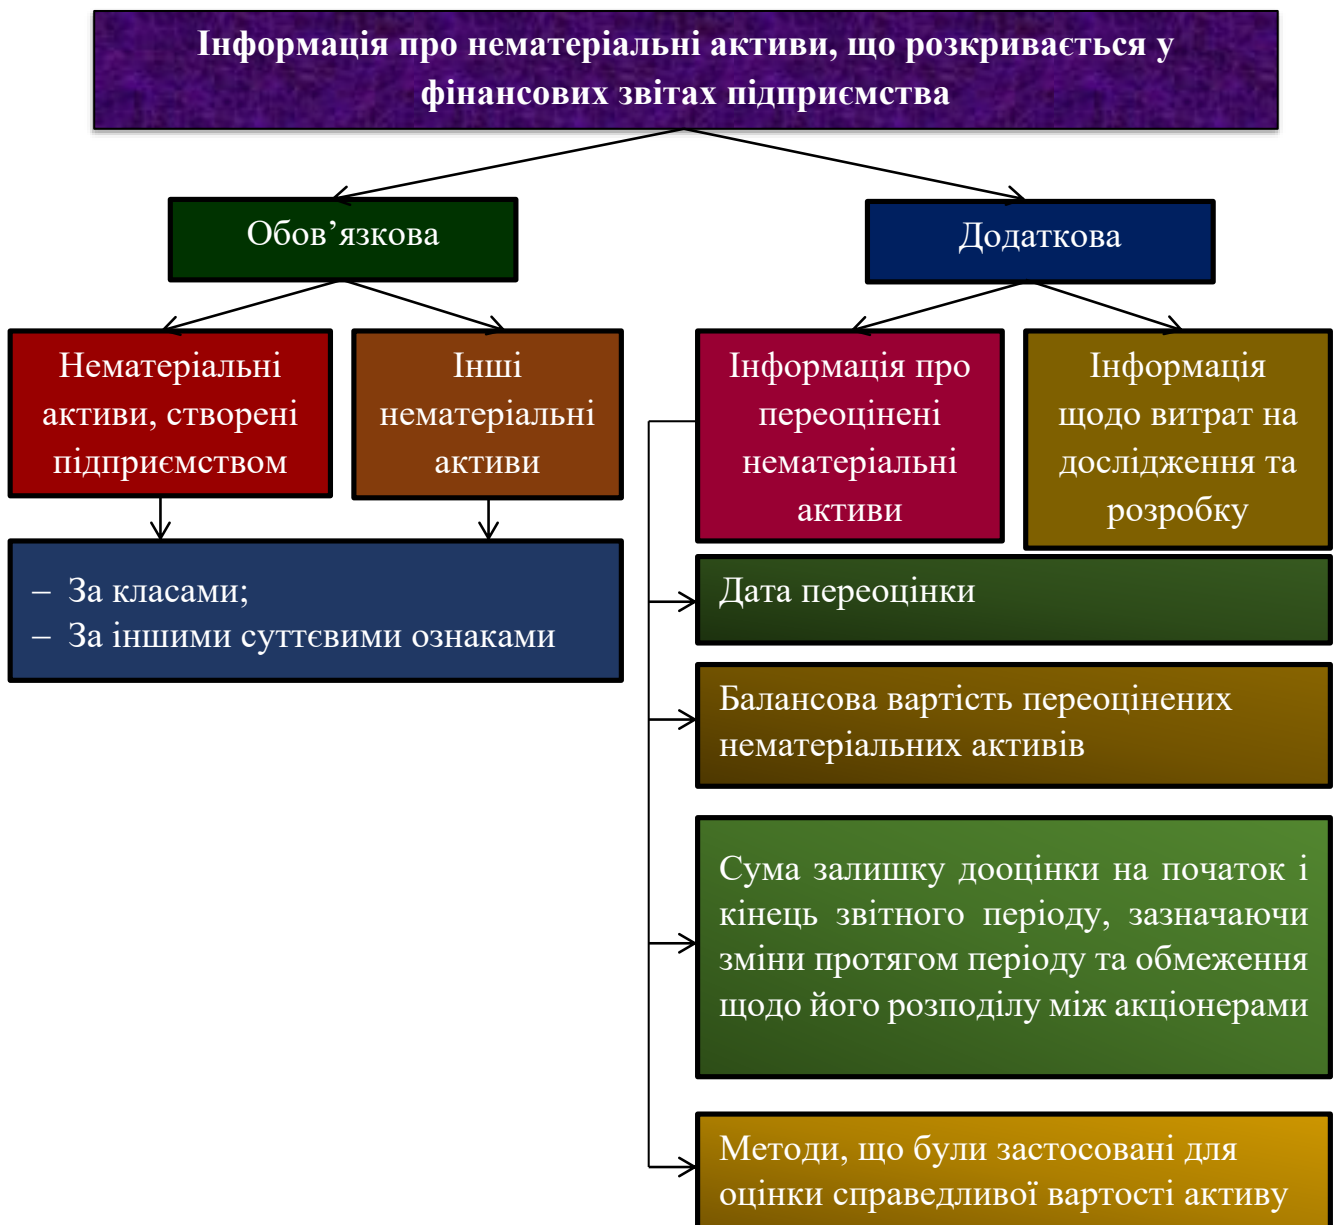 Інформація про нематеріальні активи, що розкривається у
фінансових звітах підприємства
Обов’язкова
Додаткова
Нематеріальні
активи, створені
підприємством
Інші
нематеріальні
активи
Інформація про
переоцінені
нематеріальні
активи
Інформація
щодо витрат на
дослідження та
розробку
– За класами;
– За іншими суттєвими ознаками
Дата переоцінки
Балансова вартість переоцінених
нематеріальних активів
Сума залишку дооцінки на початок і
кінець звітного періоду, зазначаючи
зміни протягом періоду та обмеження
щодо його розподілу між акціонерами
Методи, що були застосовані для
оцінки справедливої вартості активу